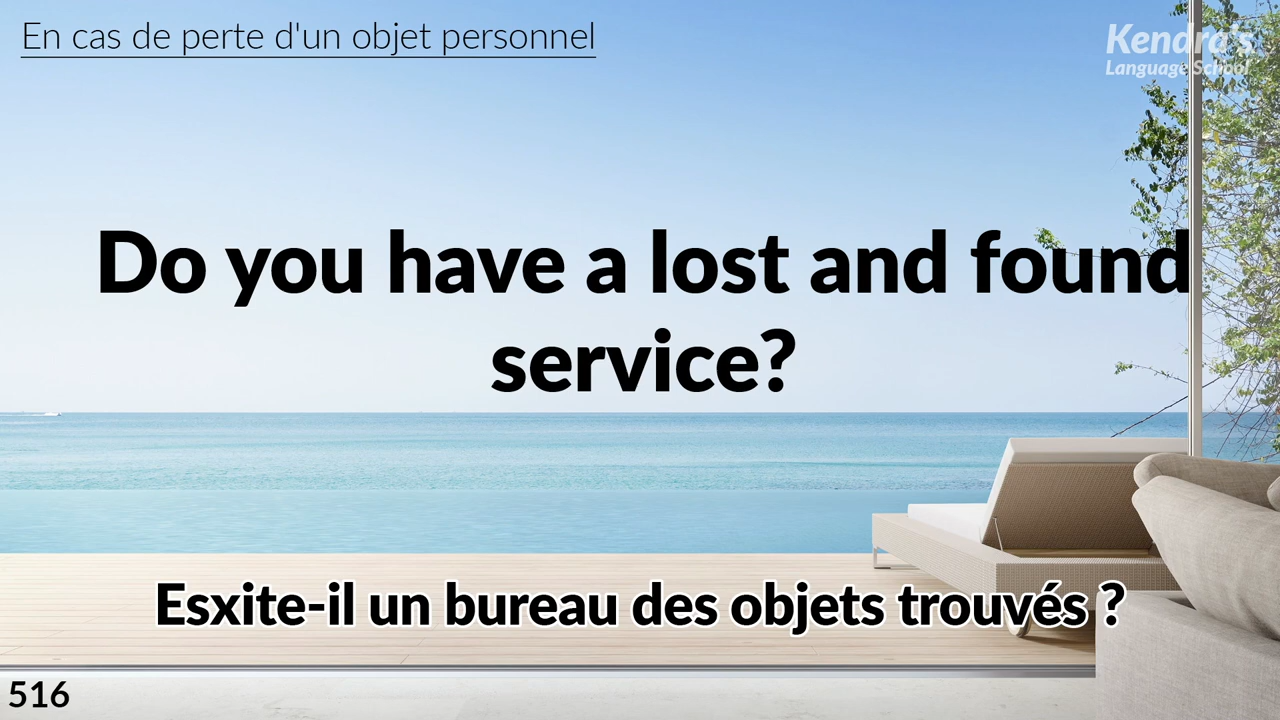 En cas de perte d'un objet personnel
Kendra's
Language School
Do you have a lost and found
service?
Esxite-il un bureau des objets trouvés ?
516